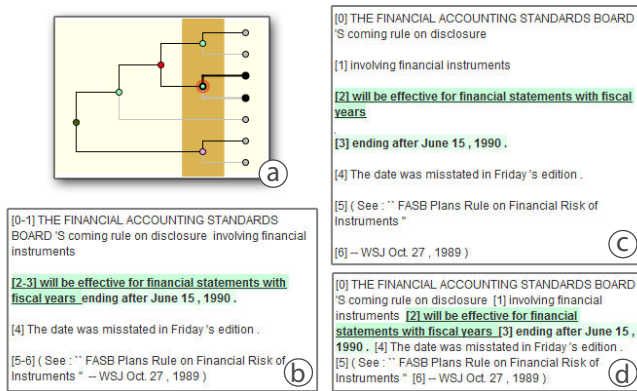 a
[0-1] THE FINANCIAL ACCOUNTING STANDARDS
BOARD 'S coming rule on disclosure involving financial
instruments
[2-3] will be effective for financial statements with
fiscal years ending after June 15 , 1990 .
[4] The date was misstated in Friday 's edition .
[5-6] ( See : `` FASB Plans Rule on Financial Risk of
Instruments '' -- WSJ Oct. 27 , 1989 )
b
[0] THE FINANCIAL ACCOUNTING STANDARDS BOARD
'S coming rule on disclosure
[1] involving financial instruments
[2] will be effective for financial statements with fiscal
years
[3] ending after June 15 , 1990 .
[4] The date was misstated in Friday 's edition .
[5] ( See : `` FASB Plans Rule on Financial Risk of
Instruments ''
[6] -- WSJ Oct. 27 , 1989 )
c
[0] THE FINANCIAL ACCOUNTING STANDARDS BOARD
'S coming rule on disclosure [1] involving financial
instruments [2] will be effective for financial
statements with fiscal years [3] ending after June 15 ,
1990 . [4] The date was misstated in Friday 's edition .
[5] ( See : `` FASB Plans Rule on Financial Risk of
Instruments '' [6] -- WSJ Oct. 27 , 1989 )
d